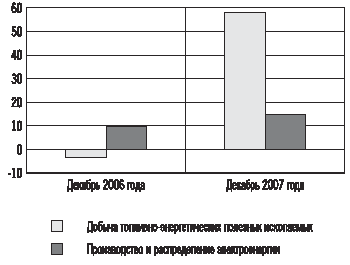 60
50
40
30
20
10
0
-10
Декабрь 2006 года
Декабрь 2007 года
Добыча топливно-энергетических полезных ископаемых
Производство и распределение электроэнергии